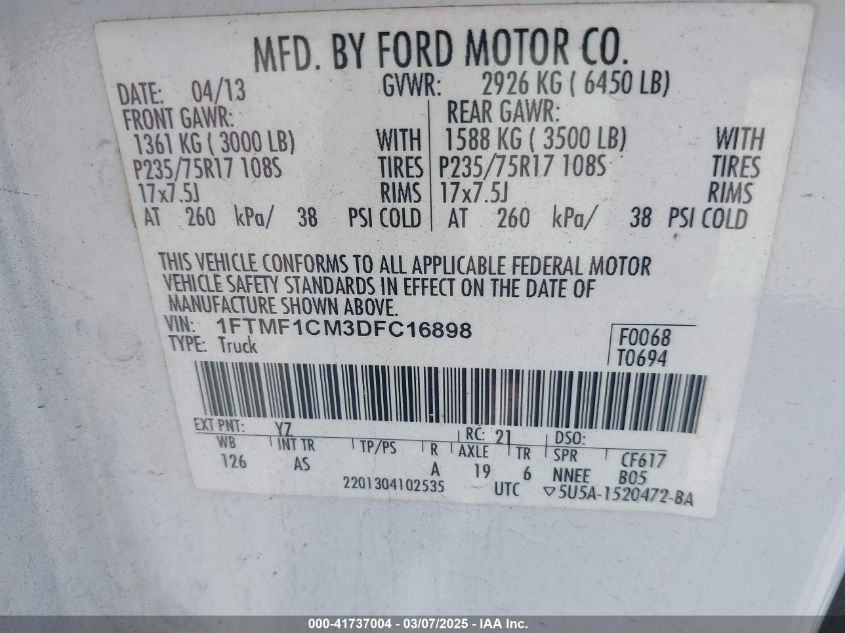 MFD. BY FORD MOTOR CO.
DATE: 04/13 GVWR: 2926 KG ( 6450 LB)
FRONT GAWR: REAR GAWR:
1361 KG ( 3000 LB) WITH 1588 KG ( 3500 LB) WITH
P235/75R17 108S TIRES P235/75R17 108S TIRES
17x7.5J RIMS 17x7.5J RIMS
AT 260 kPa/ 38 PSI COLD AT 260 kPa/ 38 PSI COLD
THIS VEHICLE CONFORMS TO ALL APPLICABLE FEDERAL MOTOR
VEHICLE SAFETY STANDARDS IN EFFECT ON THE DATE OF
MANUFACTURE SHOWN ABOVE.
VIN: 1FTMF1CM3DFC16898 F0068
TYPE: Truck T0694
EXT PNT: YZ RC: 21 DSO:
WB INT TR TP/PS R AXLE TR SPR CF617
126 AS A 19 6 NNEE B05
2201304102535 UTC ▽5U5A-1520472-BA
000-41737004 — 03/07/2025 — IAA Inc.